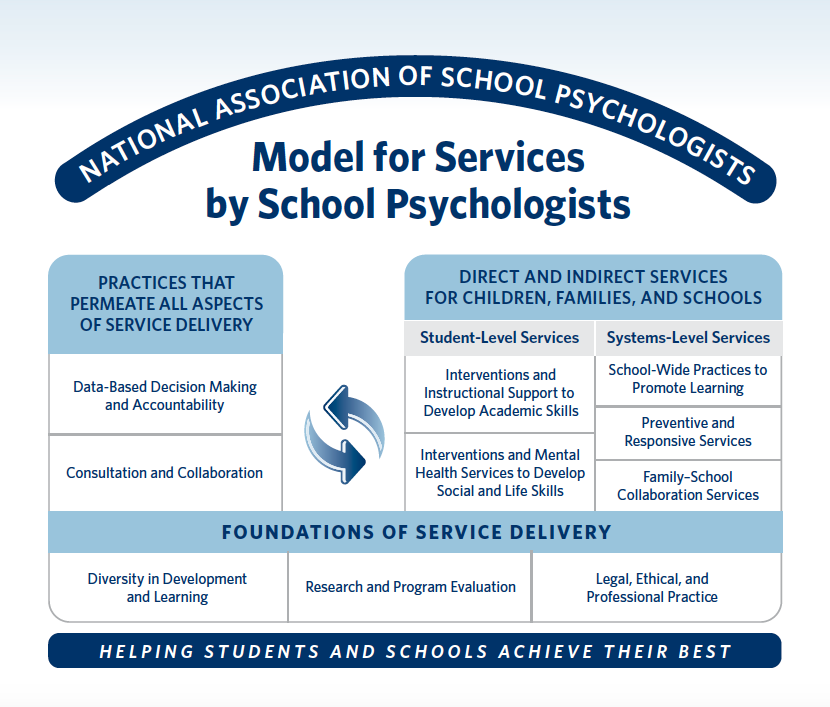 NATIONAL ASSOCIATION OF SCHOOL PSYCHOLOGISTS
Model for Services
by School Psychologists
PRACTICES THAT
PERMEATE ALL ASPECTS
OF SERVICE DELIVERY
Data-Based Decision Making
and Accountability
Consultation and Collaboration
DIRECT AND INDIRECT SERVICES
FOR CHILDREN, FAMILIES, AND SCHOOLS
Student-Level Services
Interventions and
Instructional Support to
Develop Academic Skills
Interventions and Mental
Health Services to Develop
Social and Life Skills
Systems-Level Services
School-Wide Practices to
Promote Learning
Preventive and
Responsive Services
Family–School
Collaboration Services
FOUNDATIONS OF SERVICE DELIVERY
Diversity in Development
and Learning
Research and Program Evaluation
Legal, Ethical, and
Professional Practice
HELPING STUDENTS AND SCHOOLS ACHIEVE THEIR BEST